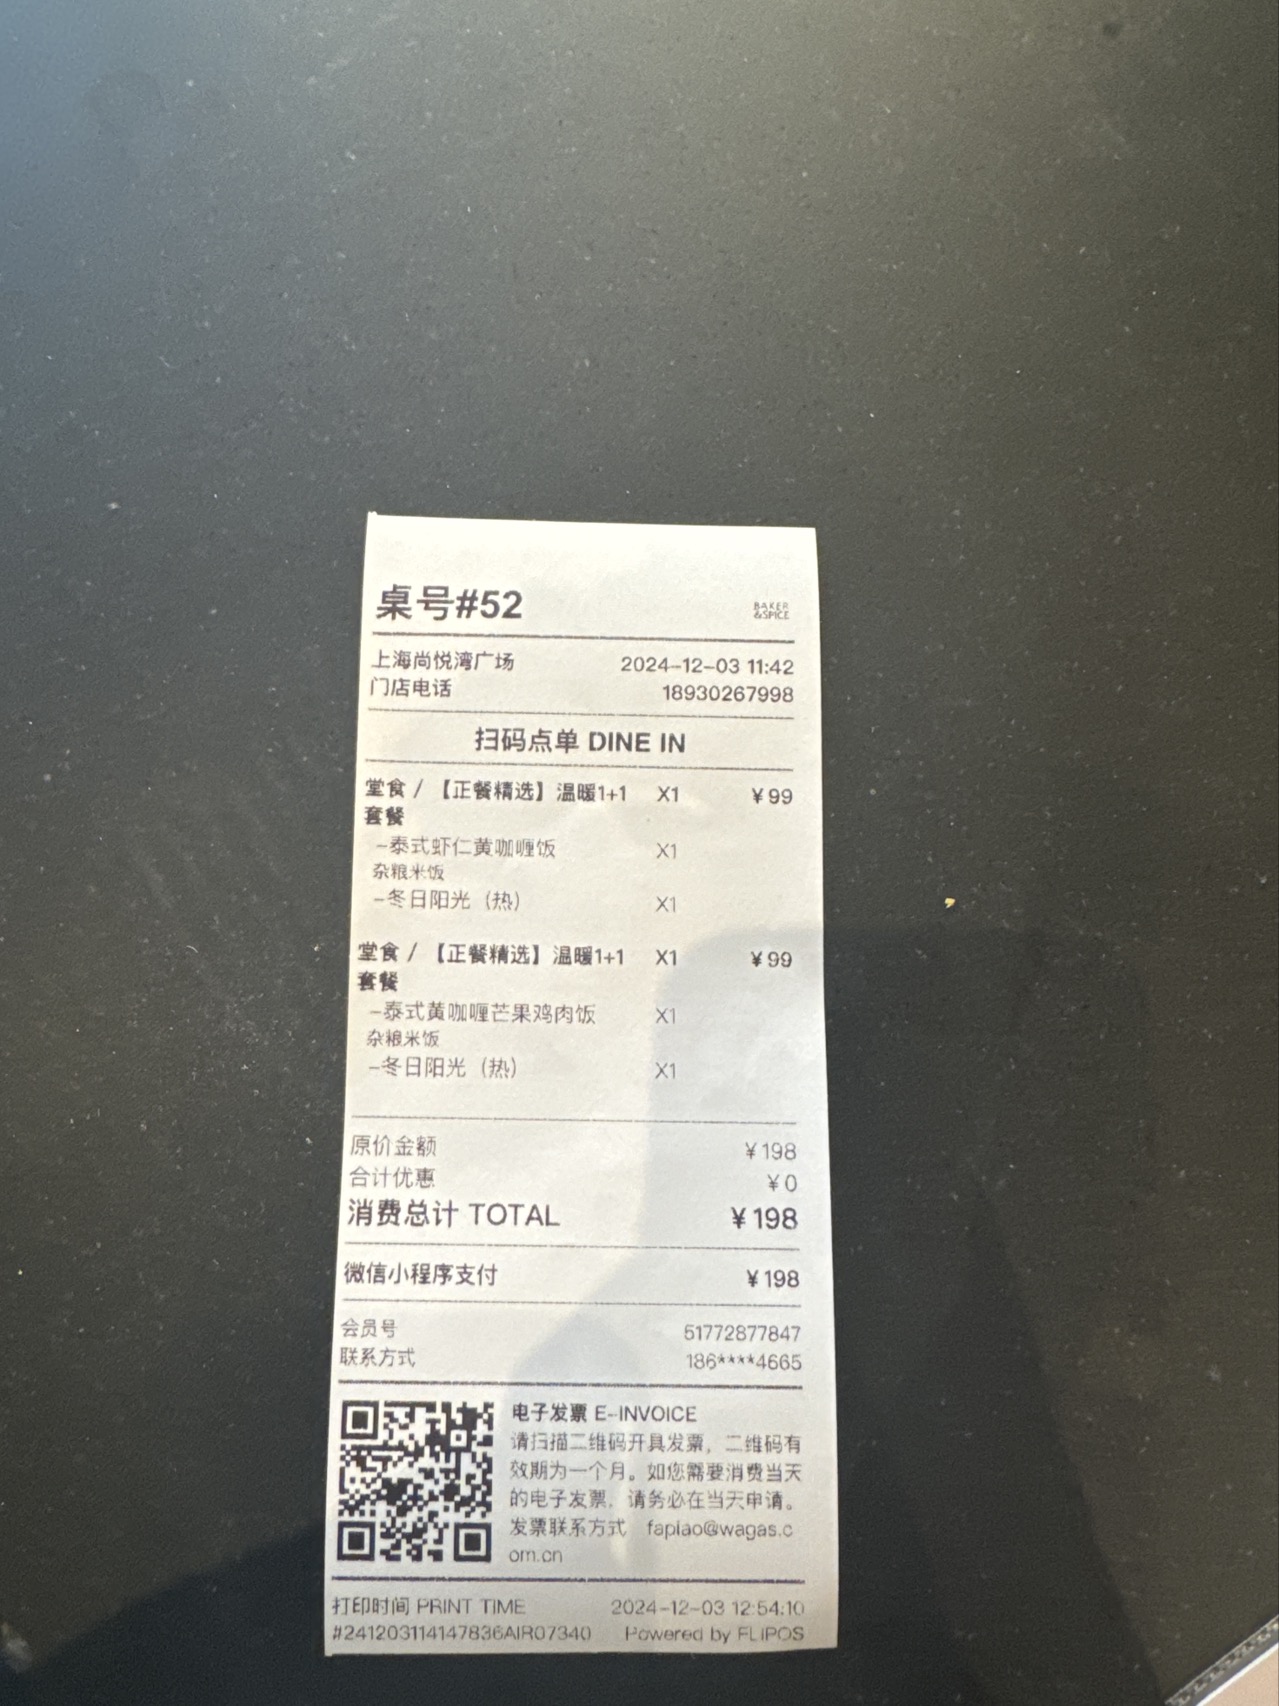 桌号#52
BAKER
&SPICE
上海尚悦湾广场 2024-12-03 11:42
门店电话 18930267998
扫码点单 DINE IN
堂食 / 【正餐精选】温暖1+1 X1 ¥99
套餐
-泰式虾仁黄咖喱饭 X1
杂粮米饭
-冬日阳光（热） X1
堂食 / 【正餐精选】温暖1+1 X1 ¥99
套餐
-泰式黄咖喱芒果鸡肉饭 X1
杂粮米饭
-冬日阳光（热） X1
原价金额 ¥198
合计优惠 ¥0
消费总计 TOTAL ¥198
微信小程序支付 ¥198
会员号 51772877847
联系方式 186****4665
电子发票 E-INVOICE
请扫描二维码开具发票，二维码有
效期为一个月。如您需要消费当天
的电子发票，请务必在当天申请。
发票联系方式 fapiao@wagas.c
om.cn
打印时间 PRINT TIME 2024-12-03 12:54:10
#241203114147836AIR07340 Powered by FLiPOS